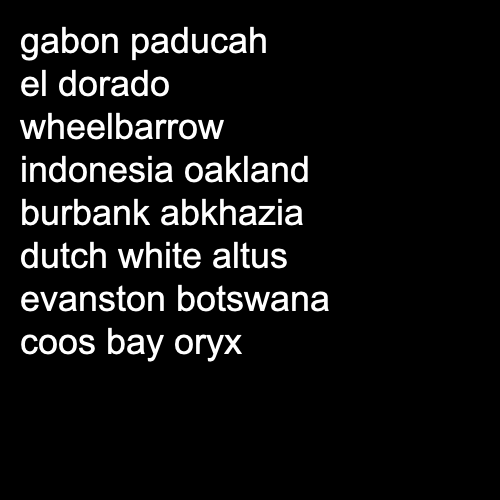 gabon paducah
el dorado
wheelbarrow
indonesia oakland
burbank abkhazia
dutch white altus
evanston botswana
coos bay oryx